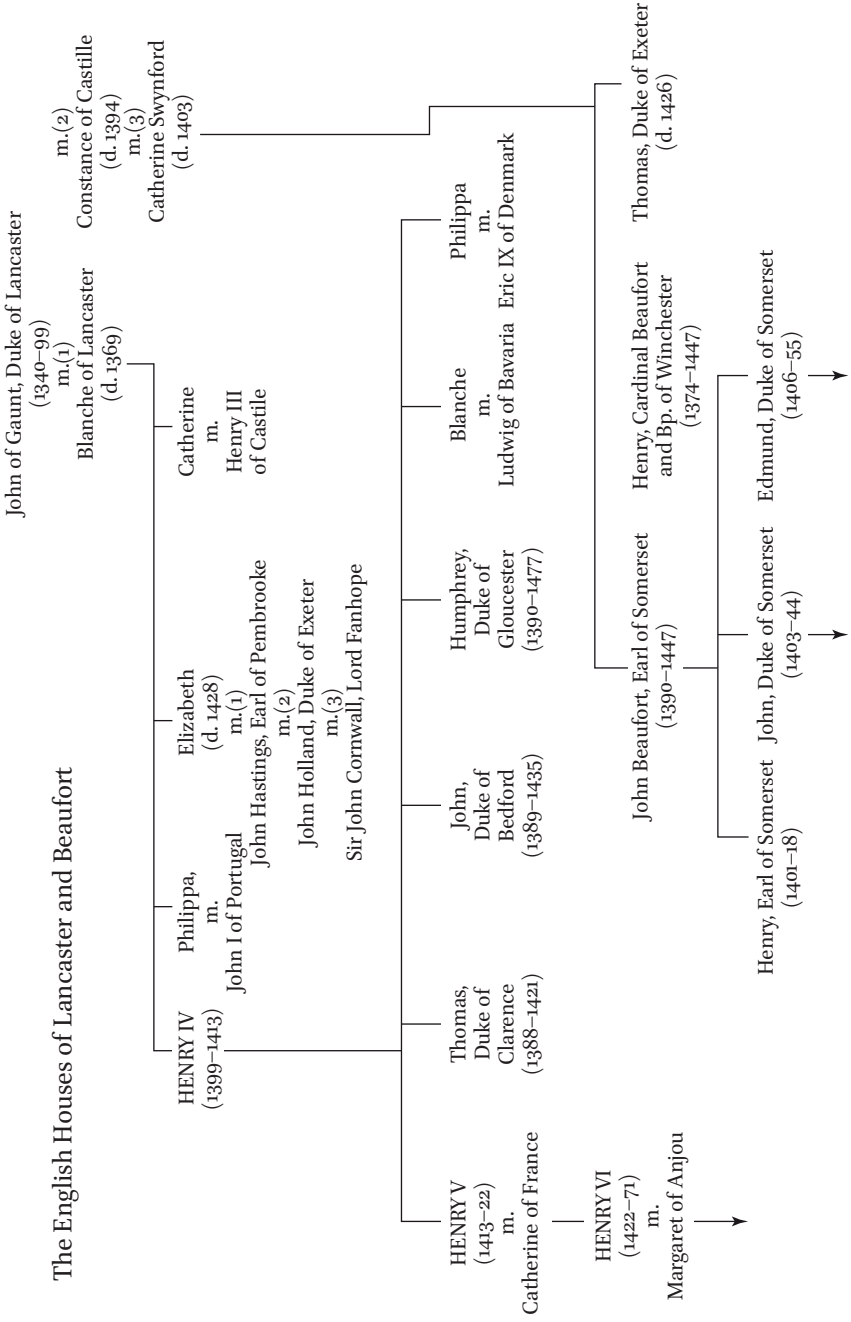 The English Houses of Lancaster and Beaufort
John of Gaunt, Duke of Lancaster
(1340–99)
m.(1)
Blanche of Lancaster
(d. 1369)
m.(2)
Constance of Castille
(d. 1394)
m.(3)
Catherine Swynford
(d. 1403)
HENRY IV
(1399–1413)
Philippa,
m.
John I of Portugal
Elizabeth
(d. 1428)
m.(1)
John Hastings, Earl of Pembrooke
m.(2)
John Holland, Duke of Exeter
m.(3)
Sir John Cornwall, Lord Fanhope
Catherine
m.
Henry III
of Castile
HENRY V
(1413–22)
m.
Catherine of France
Thomas,
Duke of
Clarence
(1388–1421)
John,
Duke of
Bedford
(1389–1435)
Humphrey,
Duke of
Gloucester
(1390–1477)
Blanche
m.
Ludwig of Bavaria
Philippa
m.
Eric IX of Denmark
HENRY VI
(1422–71)
m.
Margaret of Anjou
John Beaufort, Earl of Somerset
(1390–1447)
Henry, Cardinal Beaufort
and Bp. of Winchester
(1374–1447)
Thomas, Duke of Exeter
(d. 1426)
Henry, Earl of Somerset
(1401–18)
John, Duke of Somerset
(1403–44)
Edmund, Duke of Somerset
(1406–55)